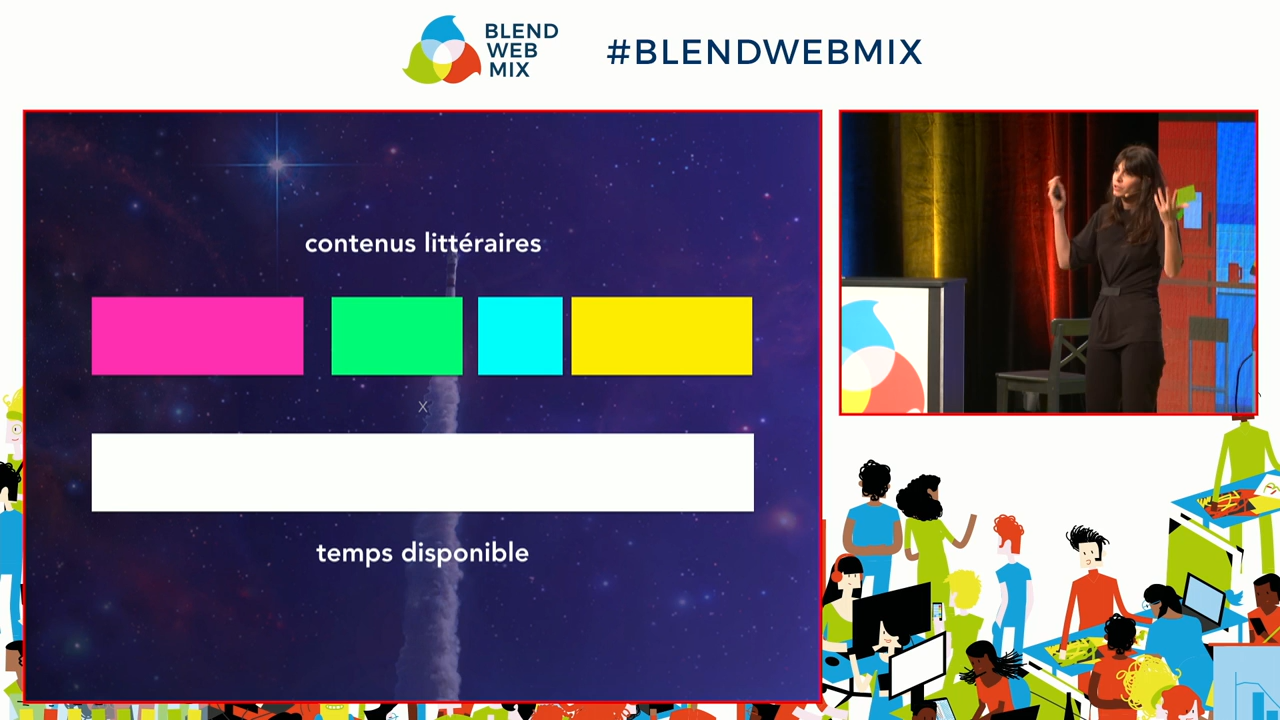 BLEND
WEB
MIX
#BLENDWEBMIX
contenus littéraires
x
temps disponible